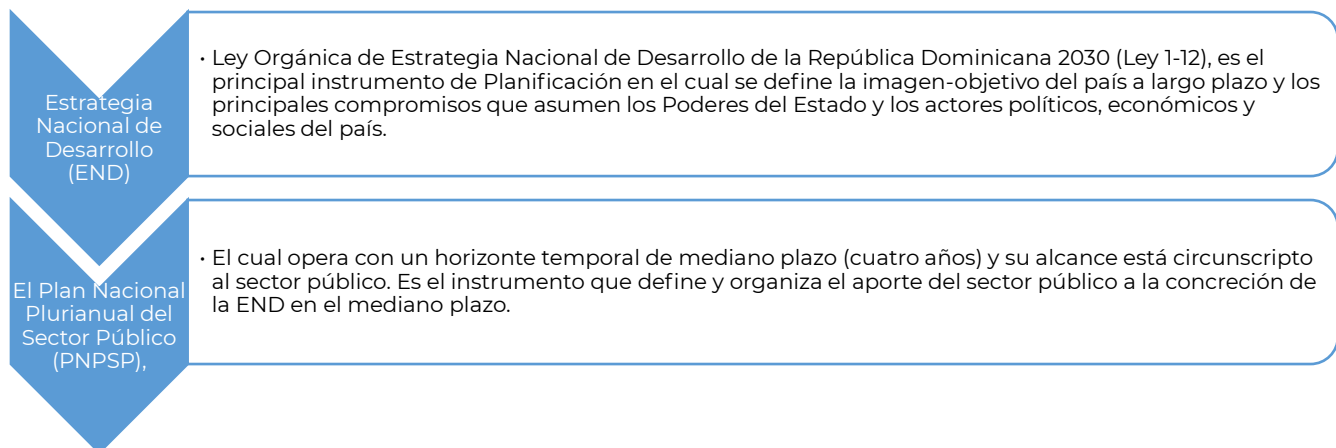 Estrategia
Nacional de
Desarrollo
(END)
• Ley Orgánica de Estrategia Nacional de Desarrollo de la República Dominicana 2030 (Ley 1-12), es el
principal instrumento de Planificación en el cual se define la imagen-objetivo del país a largo plazo y los
principales compromisos que asumen los Poderes del Estado y los actores políticos, económicos y
sociales del país.
El Plan Nacional
Plurianual del
Sector Público
(PNPSP),
• El cual opera con un horizonte temporal de mediano plazo (cuatro años) y su alcance está circunscripto
al sector público. Es el instrumento que define y organiza el aporte del sector público a la concreción de
la END en el mediano plazo.